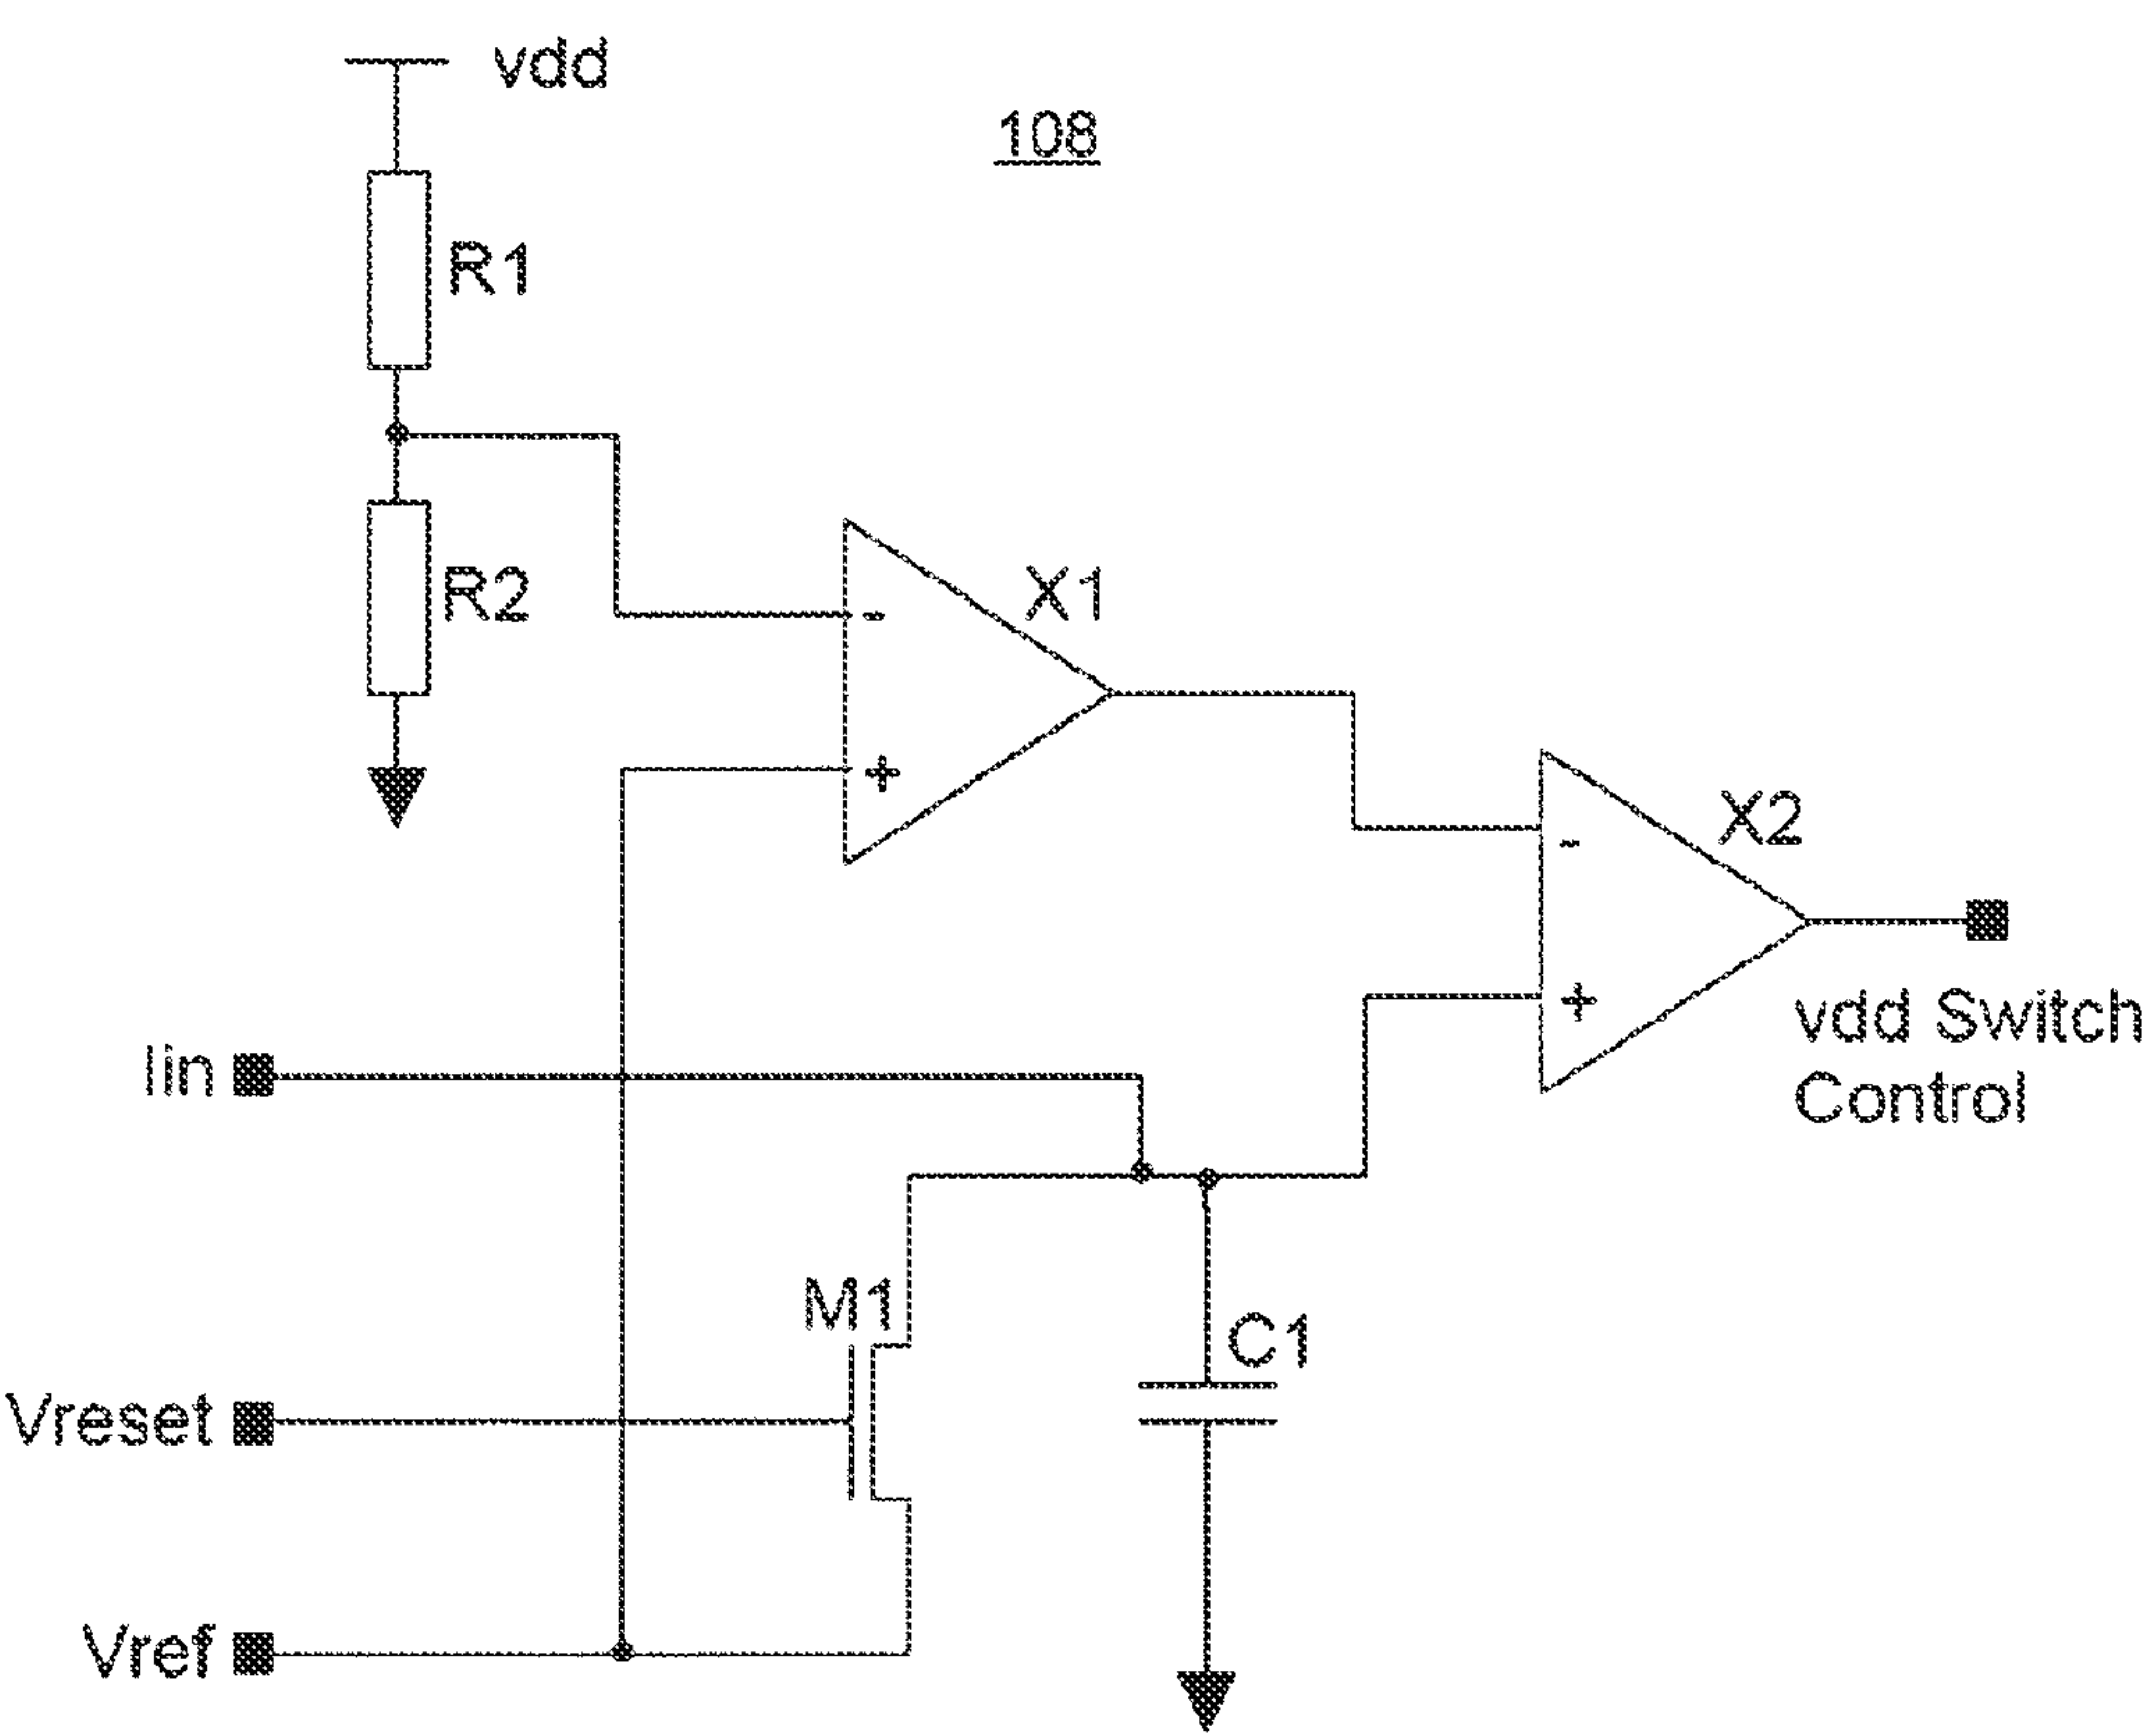 vdd
108
R1
R2
-
X1
+
X2
-
+
vdd Switch
Control
Iin
M1
C1
Vreset
Vref